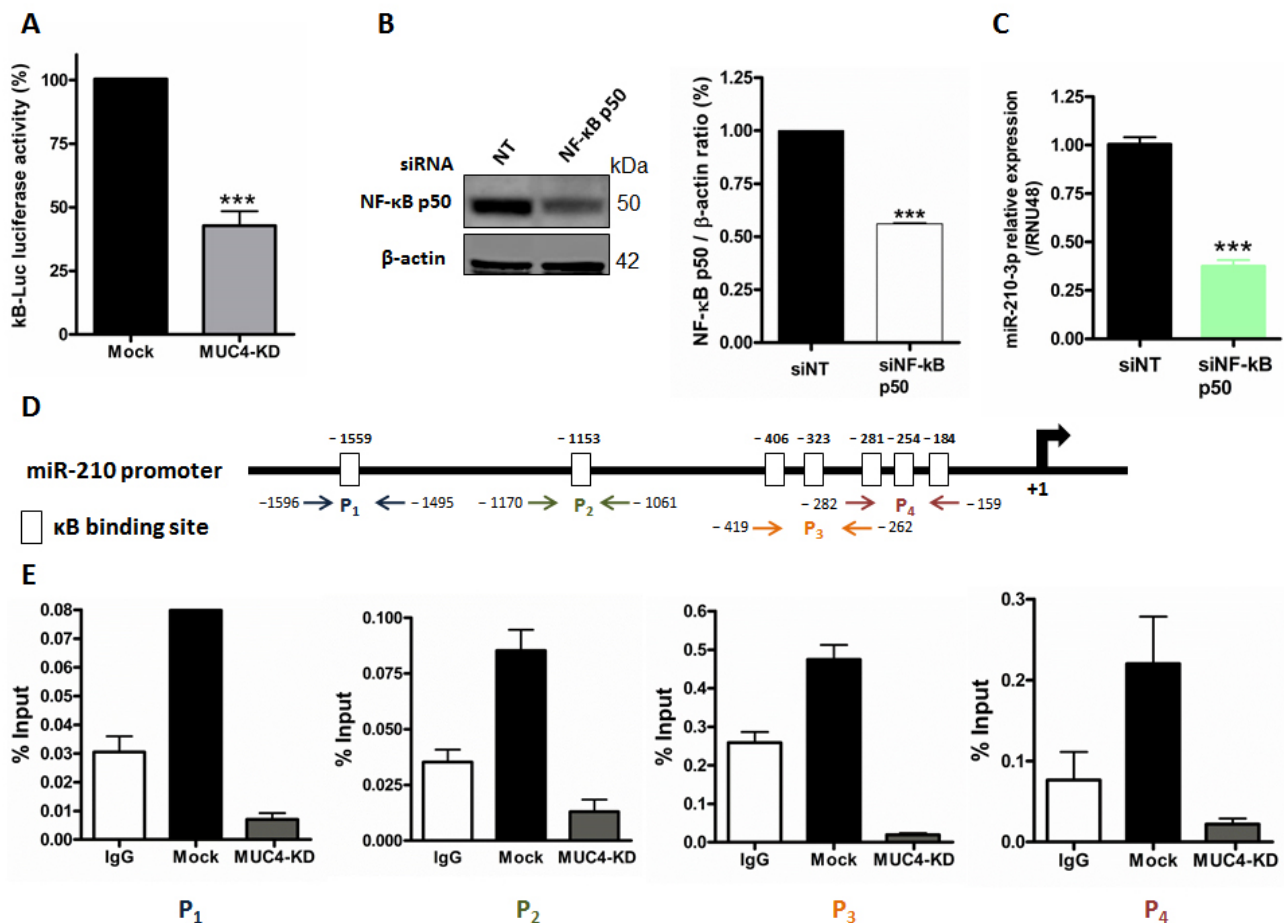 A
kB-Luc luciferase activity (%)
100
75
50
25
0
***
Mock
MUC4-KD
B
siRNA
NT
NF-κB p50
kDa
NF-κB p50
50
β-actin
42
NF-κB p50 / β-actin ratio (%)
1.25
1.00
0.75
0.50
0.25
0.00
***
siNT
siNF-kB
p50
C
miR-210-3p relative expression
(/RNU48)
1.25
1.00
0.75
0.50
0.25
0.00
***
siNT
siNF-kB
p50
D
– 1559
– 1153
– 406
– 323
– 281
– 254
– 184
miR-210 promoter
+1
–1596
P1
– 1495
–1170
P2
– 1061
– 282
P4
– 159
– 419
P3
– 262
κB binding site
E
% Input
0.08
0.07
0.06
0.05
0.04
0.03
0.02
0.01
0.00
IgG
Mock
MUC4-KD
P1
% Input
0.100
0.075
0.050
0.025
0.000
IgG
Mock
MUC4-KD
P2
% Input
0.6
0.5
0.4
0.3
0.2
0.1
0.0
IgG
Mock
MUC4-KD
P3
% Input
0.3
0.2
0.1
0.0
IgG
Mock
MUC4-KD
P4